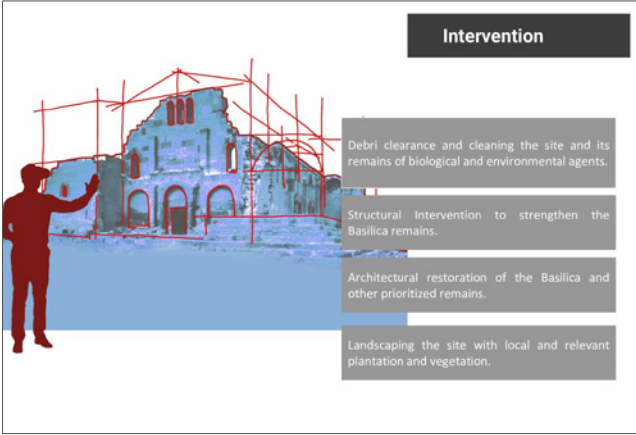 Intervention
Debri clearance and cleaning the site and its
remains of biological and environmental agents.
Structural Intervention to strengthen the
Basilica remains.
Architectural restoration of the Basilica and
other prioritized remains.
Landscaping the site with local and relevant
plantation and vegetation.